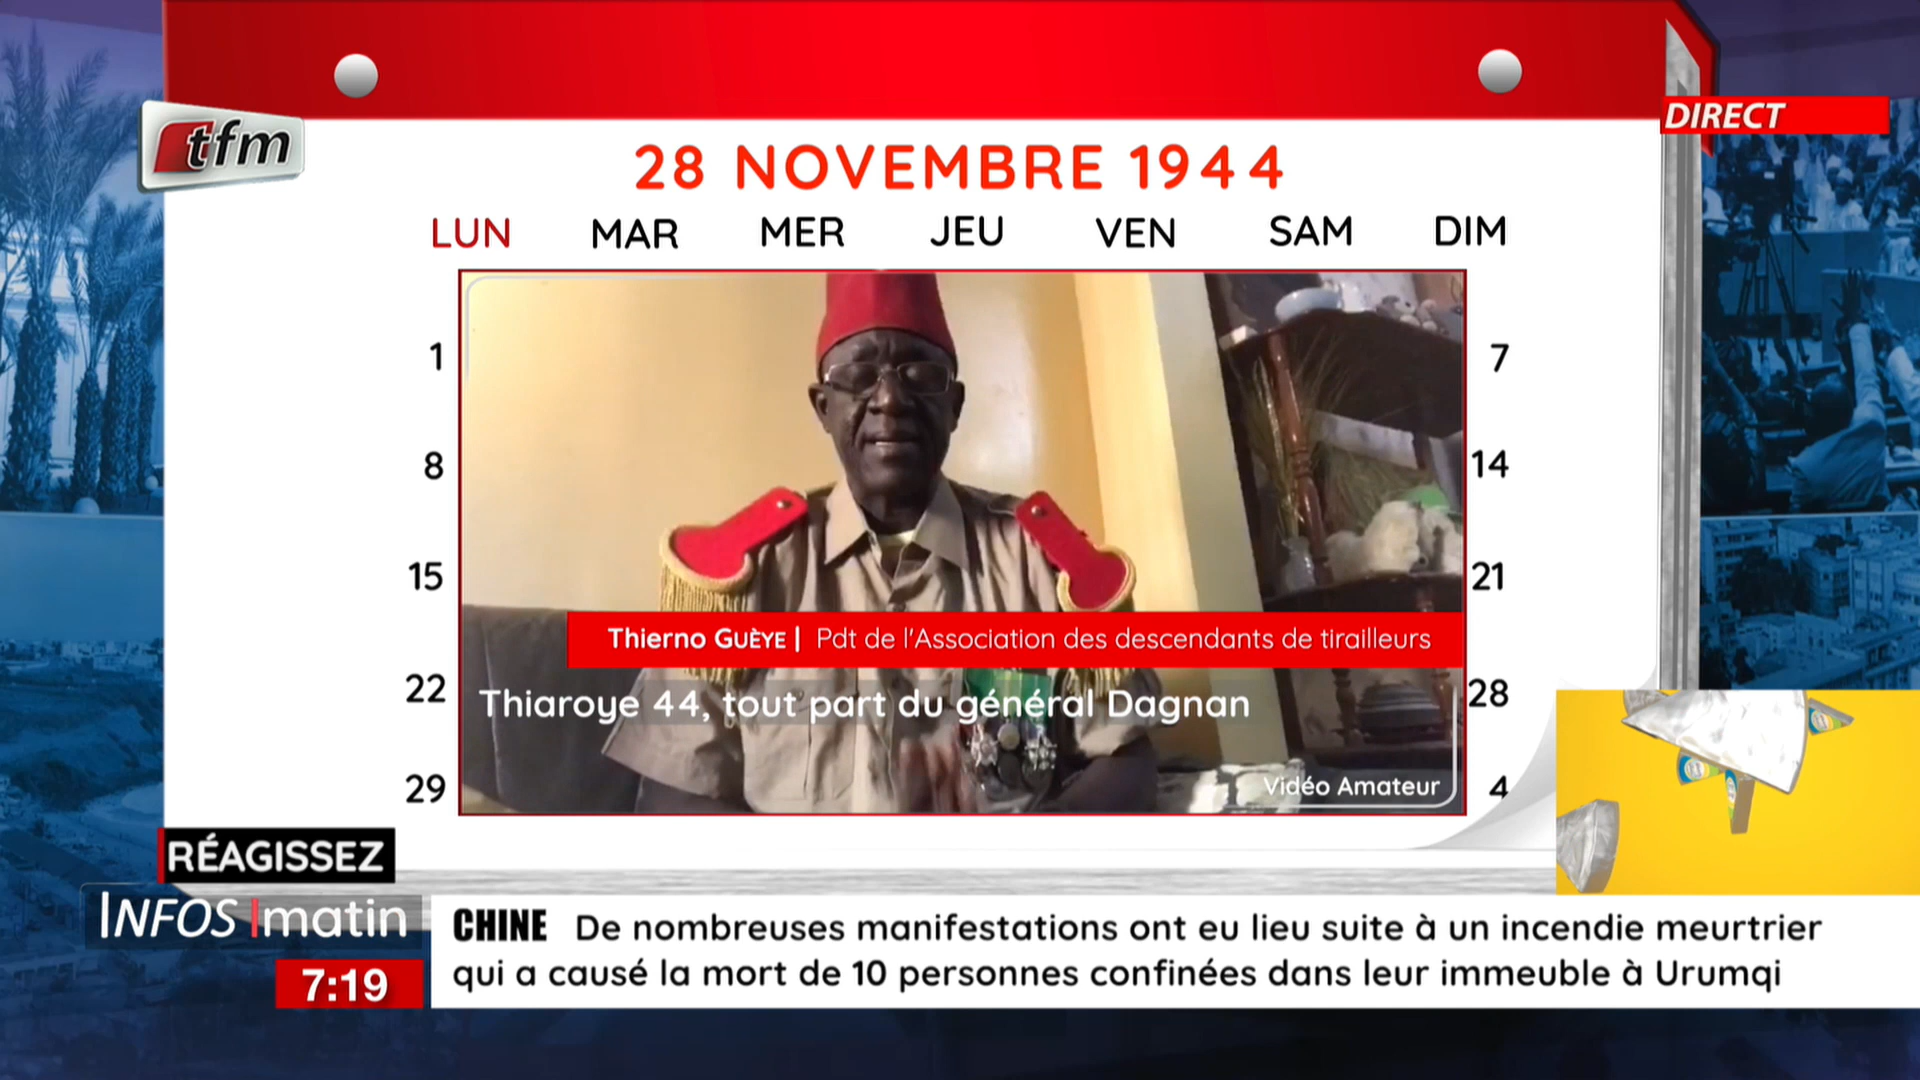 tfm
DIRECT
28 NOVEMBRE 1944
LUN MAR MER JEU VEN SAM DIM
1 7
8 14
15 21
Thierno GUÈYE | Pdt de l'Association des descendants de tirailleurs
22 28
Thiaroye 44, tout part du général Dagnan
29 4
Vidéo Amateur
RÉAGISSEZ
INFOS matin
7:19
CHINE De nombreuses manifestations ont eu lieu suite à un incendie meurtrier
qui a causé la mort de 10 personnes confinées dans leur immeuble à Urumqi